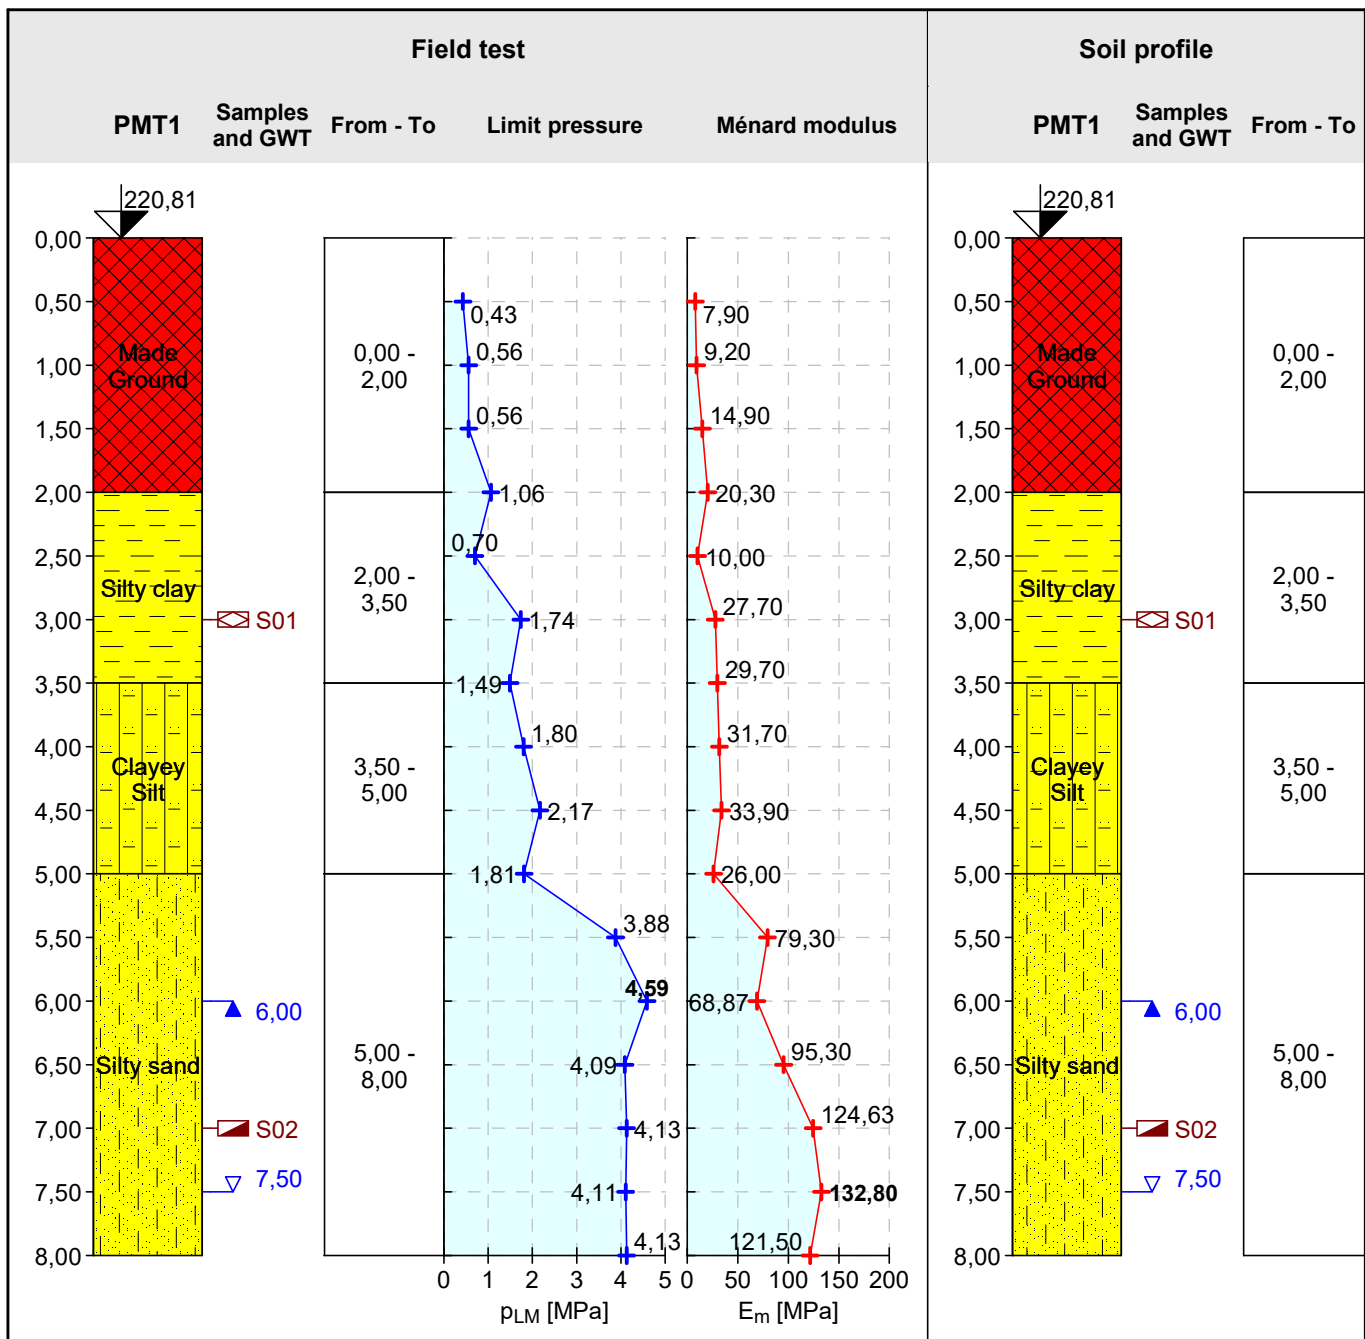 Field test
Soil profile
PMT1
Samples
and GWT
From - To
Limit pressure
Ménard modulus
PMT1
Samples
and GWT
From - To
220,81
220,81
0,00
0,50
1,00
1,50
2,00
2,50
3,00
3,50
4,00
4,50
5,00
5,50
6,00
6,50
7,00
7,50
8,00
Made
Ground
Silty clay
Clayey
Silt
Silty sand
S01
6,00
S02
7,50
0,00 -
2,00
2,00 -
3,50
3,50 -
5,00
5,00 -
8,00
0,43
0,56
0,56
1,06
0,70
1,74
1,49
1,80
2,17
1,81
3,88
4,59
4,09
4,13
4,11
4,13
0 1 2 3 4 5
pLM [MPa]
7,90
9,20
14,90
20,30
10,00
27,70
29,70
31,70
33,90
26,00
79,30
68,87
95,30
124,63
132,80
121,50
0 50 100 150 200
Em [MPa]
0,00
0,50
1,00
1,50
2,00
2,50
3,00
3,50
4,00
4,50
5,00
5,50
6,00
6,50
7,00
7,50
8,00
Made
Ground
Silty clay
Clayey
Silt
Silty sand
S01
6,00
S02
7,50
0,00 -
2,00
2,00 -
3,50
3,50 -
5,00
5,00 -
8,00